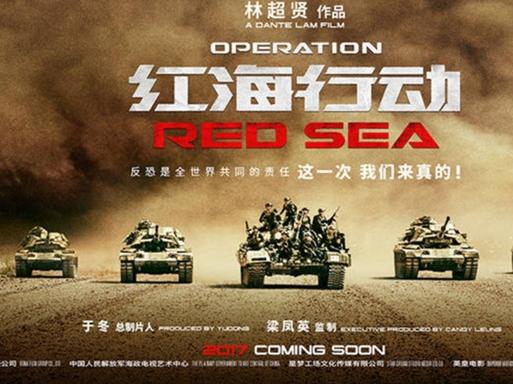 林超贤 作品
A DANTE LAM FILM
OPERATION
红海行动
RED SEA
反恐是全世界共同的责任 这一次 我们来真的！
于冬 总制片人 PRODUCED BY YUDONG 梁凤英 监制 EXECUTIVE PRODUCED BY CANDY LEUNG
2017 COMING SOON
中国人民解放军海政电视艺术中心
星梦工场文化传媒有限公司
英皇电影